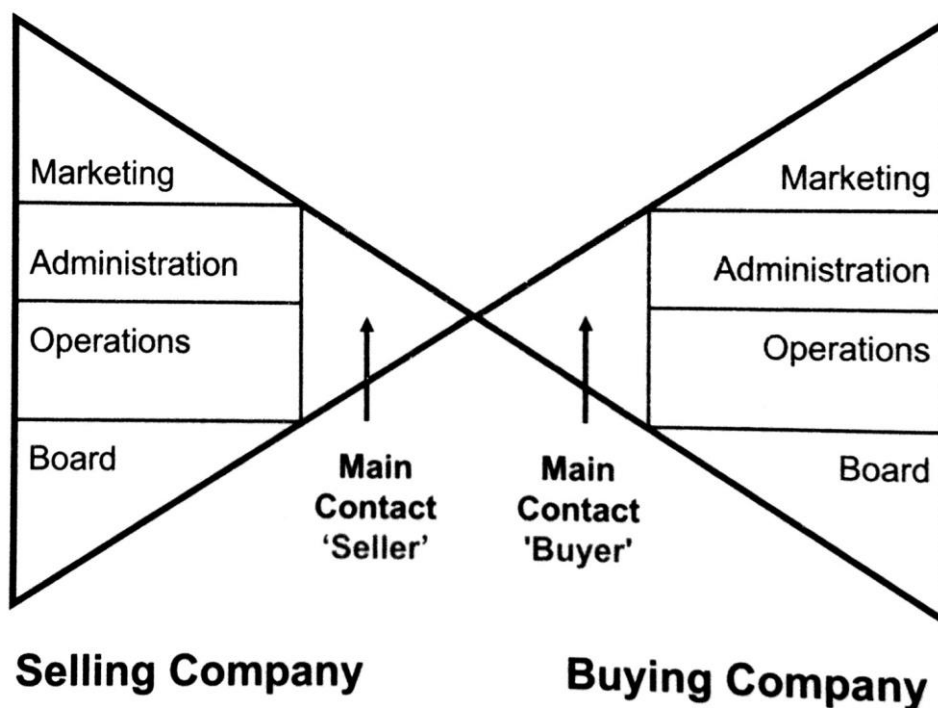 Marketing
Administration
Operations
Board
Marketing
Administration
Operations
Board
Main
Contact
‘Seller’
Main
Contact
'Buyer'
Selling Company
Buying Company